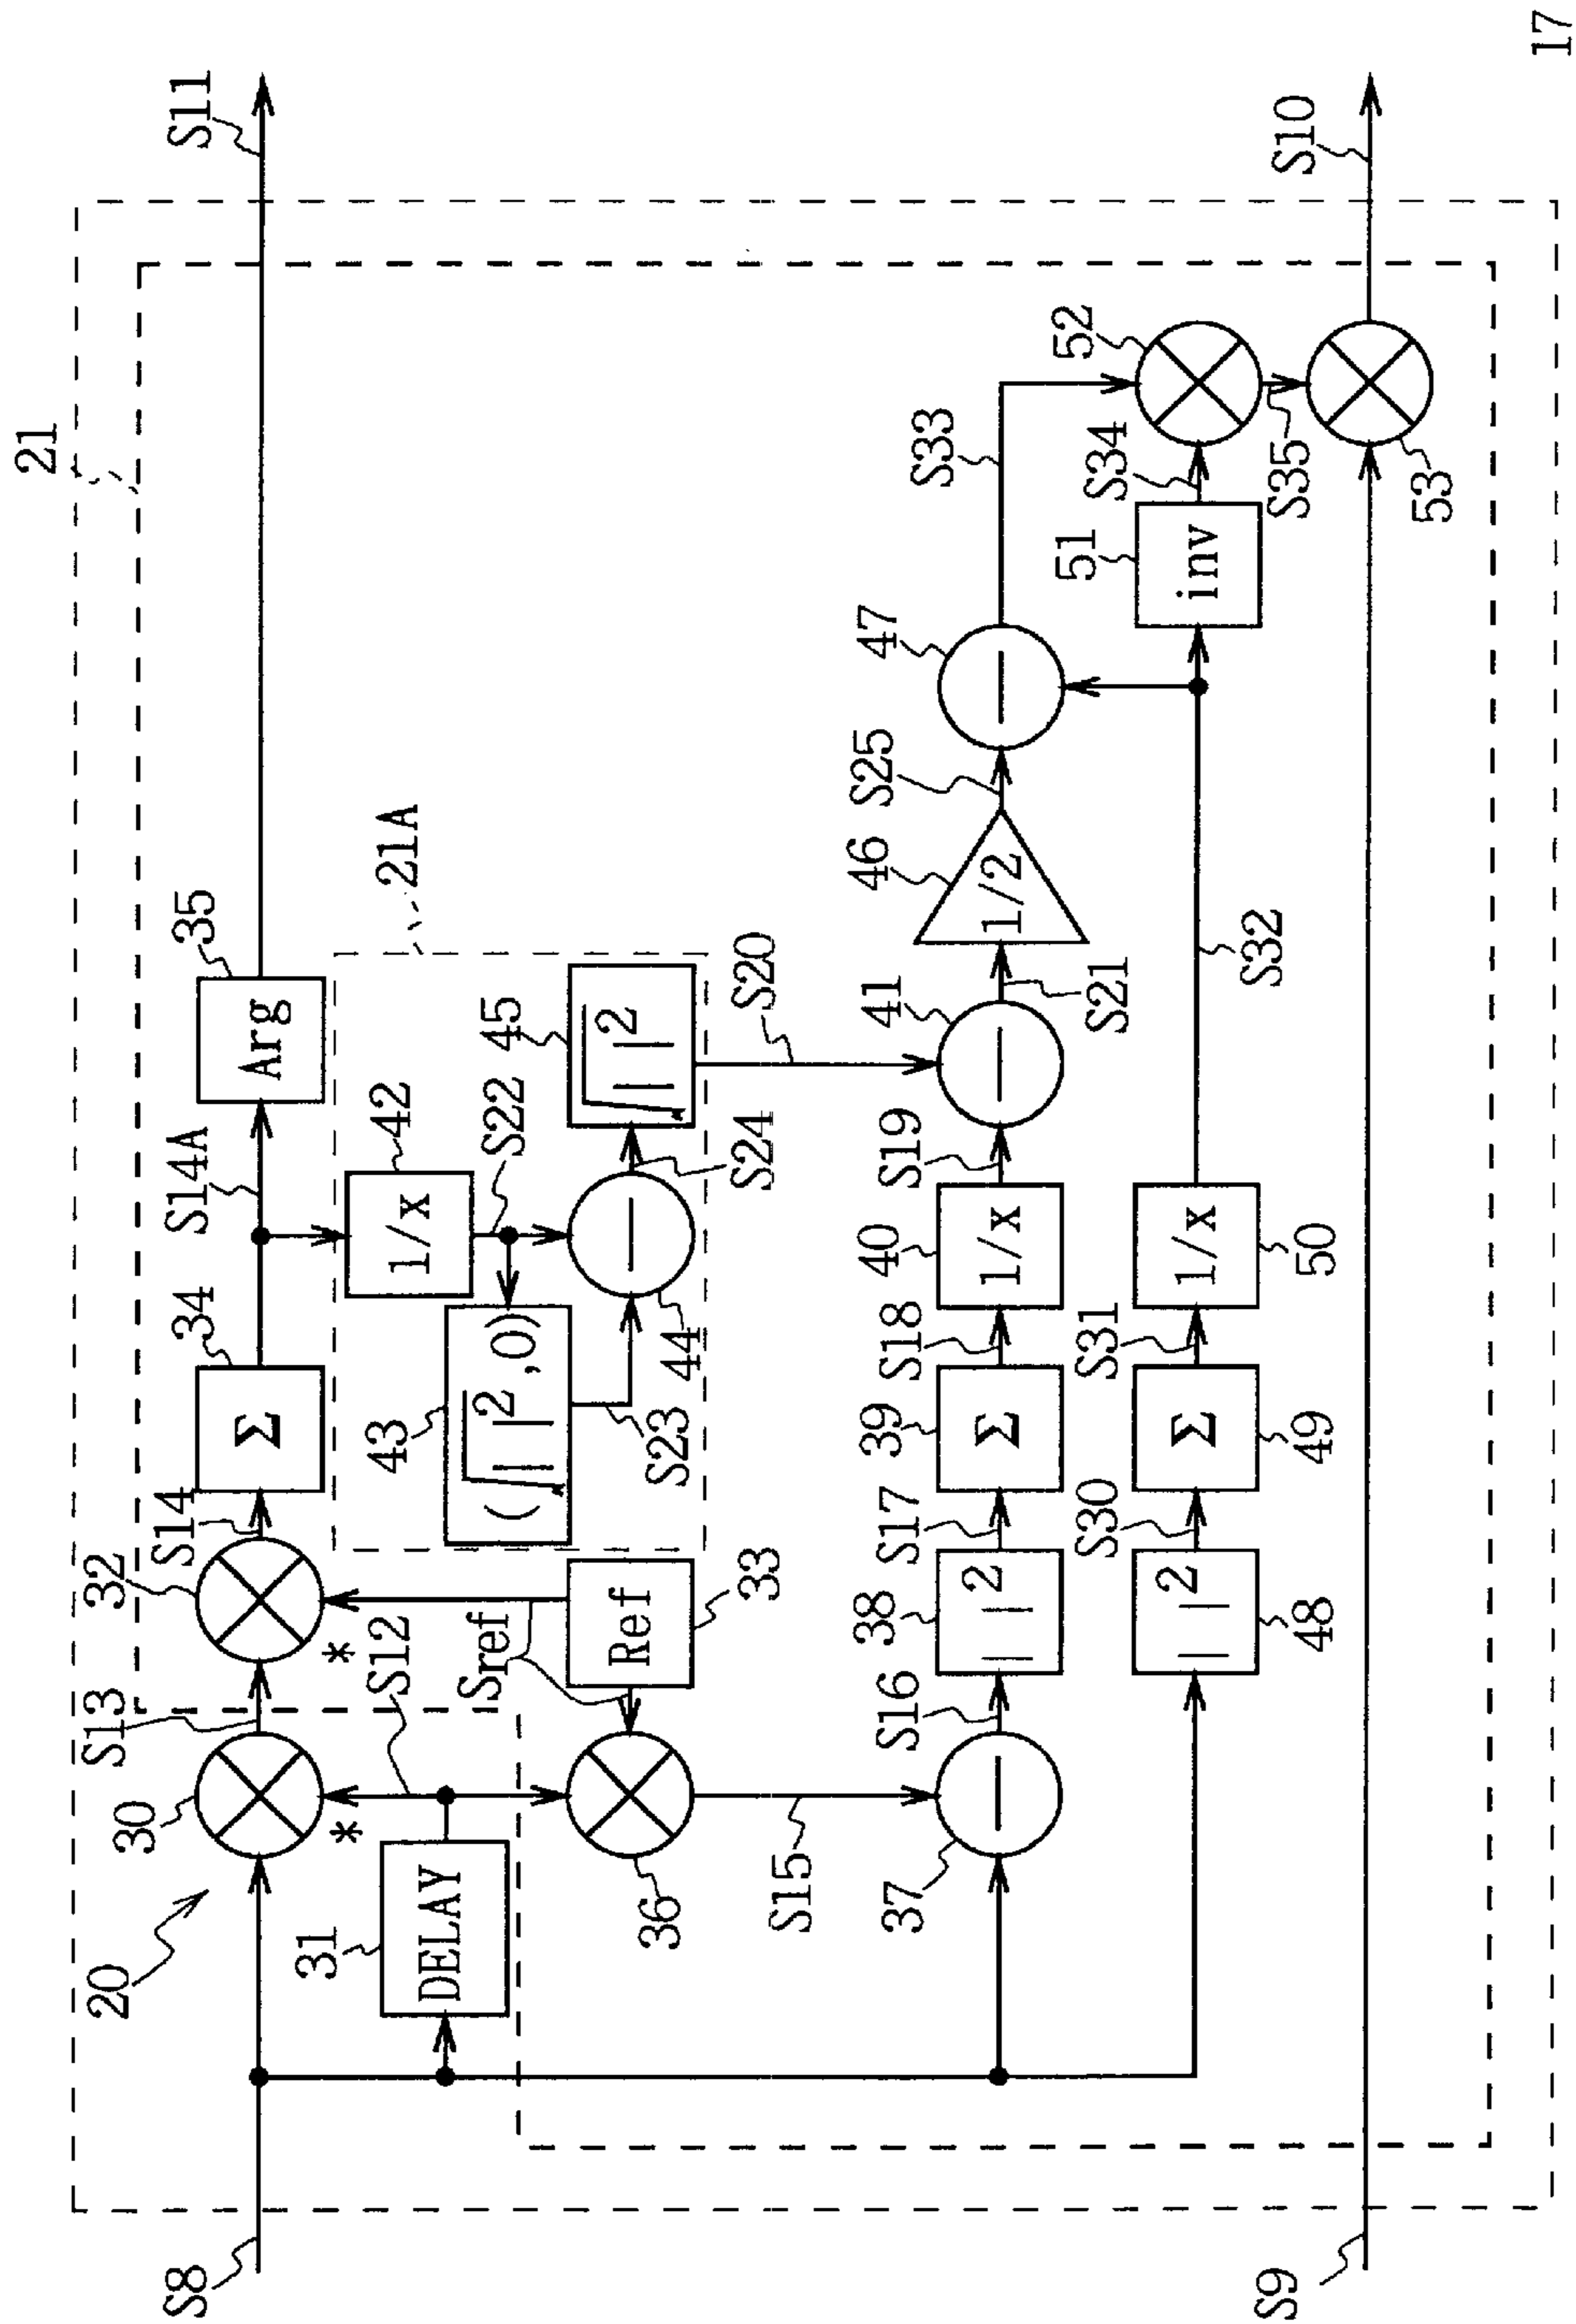 17
21
S11
35
Arg
S14A
34
Σ
S14
32
*
S13
30
*
20
S8
21A
42
1/x
S22
45
√| |²
43
(√| |²,0)
S23
44
S24
S20
S12
31
DELAY
Sref
33
Ref
36
S15
37
S16
38
| |²
S17
39
Σ
S18
40
1/x
S19
41
S21
46
1/2
S25
47
S33
52
48
| |²
S30
49
Σ
S31
50
1/x
S32
51
inv
S34
S35
53
S9
S10